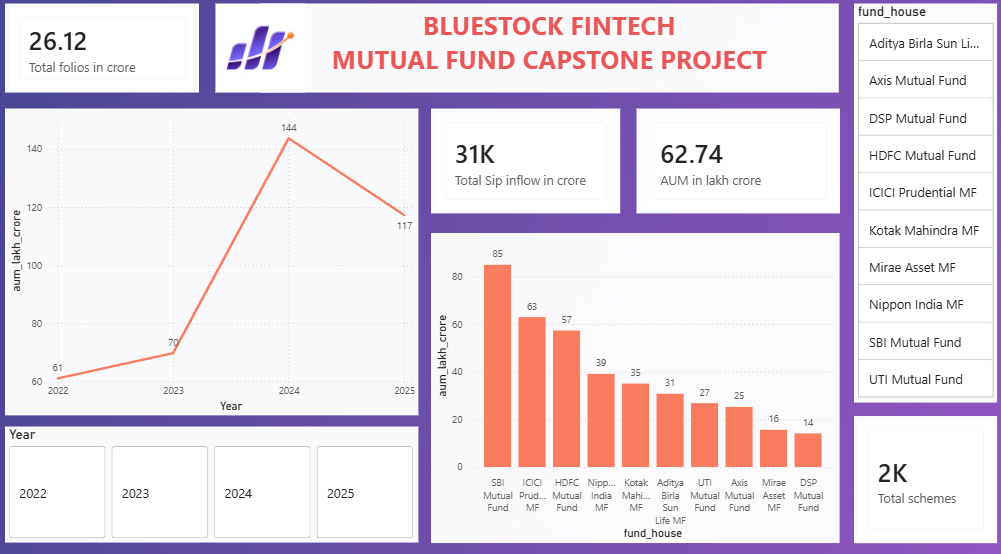 26.12
Total folios in crore
BLUESTOCK FINTECH
MUTUAL FUND CAPSTONE PROJECT
fund_house
Aditya Birla Sun Li...
Axis Mutual Fund
DSP Mutual Fund
HDFC Mutual Fund
ICICI Prudential MF
Kotak Mahindra MF
Mirae Asset MF
Nippon India MF
SBI Mutual Fund
UTI Mutual Fund
aum_lakh_crore
140
120
100
80
60
61
70
144
117
2022
2023
2024
2025
Year
31K
Total Sip inflow in crore
62.74
AUM in lakh crore
aum_lakh_crore
80
60
40
20
0
85
63
57
39
35
31
27
25
16
14
SBI
Mutual
Fund
ICICI
Prud...
MF
HDFC
Mutual
Fund
Nipp...
India
MF
Kotak
Mahi...
MF
Aditya
Birla
Sun
Life MF
UTI
Mutual
Fund
Axis
Mutual
Fund
Mirae
Asset
MF
DSP
Mutual
Fund
fund_house
Year
2022
2023
2024
2025
2K
Total schemes